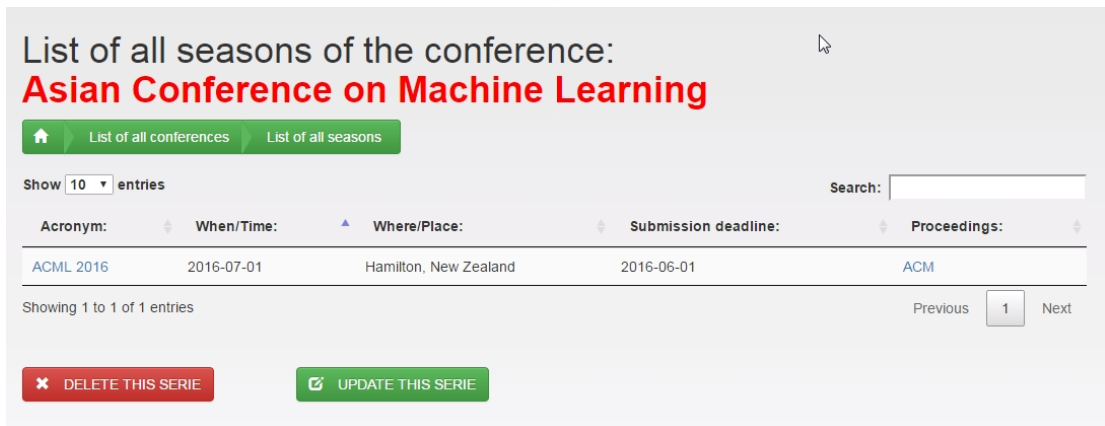 List of all seasons of the conference:
Asian Conference on Machine Learning
List of all conferences List of all seasons
Show 10 entries Search:
Acronym: When/Time: Where/Place: Submission deadline: Proceedings:
ACML 2016 2016-07-01 Hamilton, New Zealand 2016-06-01 ACM
Showing 1 to 1 of 1 entries Previous 1 Next
DELETE THIS SERIE UPDATE THIS SERIE